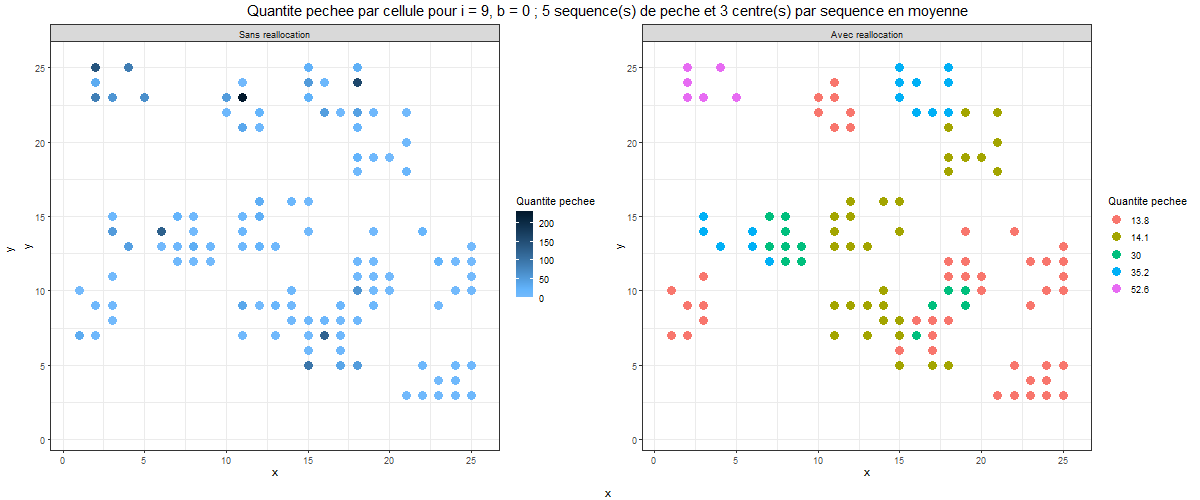 Quantite pechee par cellule pour i = 9, b = 0 ; 5 sequence(s) de peche et 3 centre(s) par sequence en moyenne
Sans reallocation
25
20
15
10
5
0
0 5 10 15 20 25
x
y
y
Quantite pechee
200
150
100
50
0
Avec reallocation
25
20
15
10
5
0
0 5 10 15 20 25
x
y
Quantite pechee
13.8
14.1
30
35.2
52.6
x